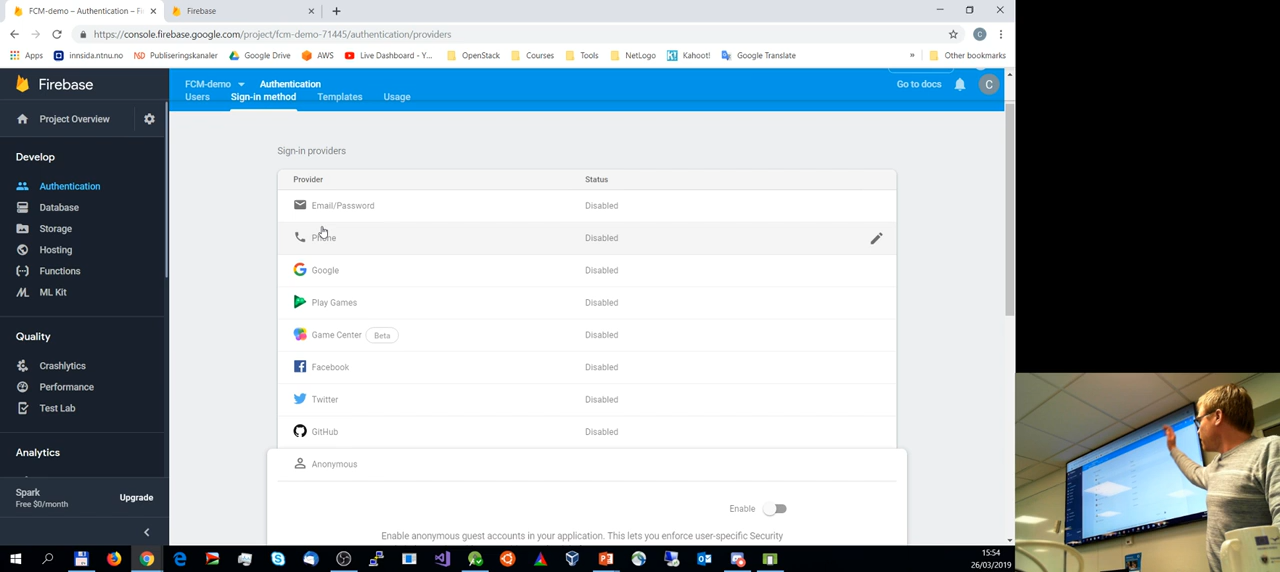 FCM-demo – Authentication – Fi
Firebase
https://console.firebase.google.com/project/fcm-demo-71445/authentication/providers
Apps innsida.ntnu.no Publiseringskanaler Google Drive AWS Live Dashboard - Y... OpenStack Courses Tools NetLogo Kahoot! Google Translate » Other bookmarks
Firebase
FCM-demo Authentication
Go to docs C
Users Sign-in method Templates Usage
Project Overview
Develop
Authentication
Database
Storage
Hosting
Functions
ML Kit
Quality
Crashlytics
Performance
Test Lab
Analytics
Spark
Free $0/month
Upgrade
Sign-in providers
Provider Status
Email/Password Disabled
Phone Disabled
Google Disabled
Play Games Disabled
Game Center Beta Disabled
Facebook Disabled
Twitter Disabled
GitHub Disabled
Anonymous
Enable
Enable anonymous guest accounts in your application. This lets you enforce user-specific Security
15:54
26/03/2019